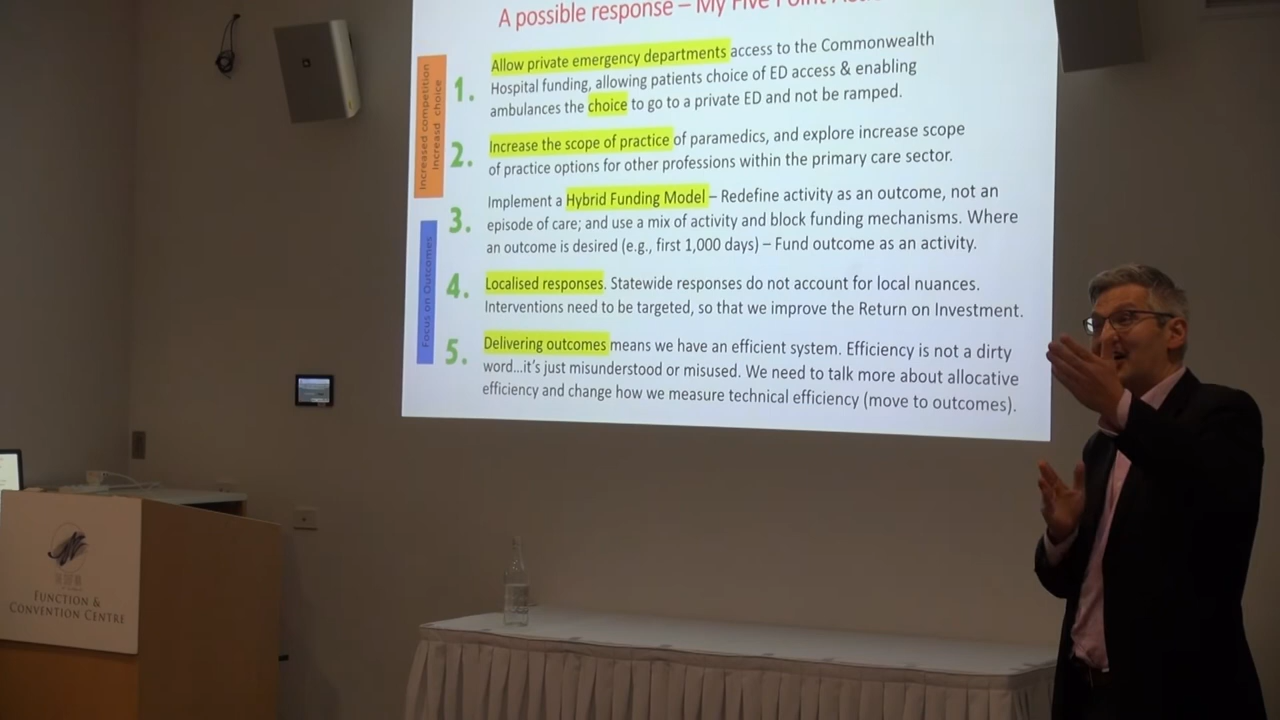 A possible response – My Five Point
Increased competition
Increasd choice
1.
Allow private emergency departments access to the Commonwealth
Hospital funding, allowing patients choice of ED access & enabling
ambulances the choice to go to a private ED and not be ramped.
2.
Increase the scope of practice of paramedics, and explore increase scope
of practice options for other professions within the primary care sector.
Focus on Outcomes
3.
Implement a Hybrid Funding Model – Redefine activity as an outcome, not an
episode of care; and use a mix of activity and block funding mechanisms. Where
an outcome is desired (e.g., first 1,000 days) – Fund outcome as an activity.
4.
Localised responses. Statewide responses do not account for local nuances.
Interventions need to be targeted, so that we improve the Return on Investment.
5.
Delivering outcomes means we have an efficient system. Efficiency is not a dirty
word...it's just misunderstood or misused. We need to talk more about allocative
efficiency and change how we measure technical efficiency (move to outcomes).
FUNCTION &
CONVENTION CENTRE